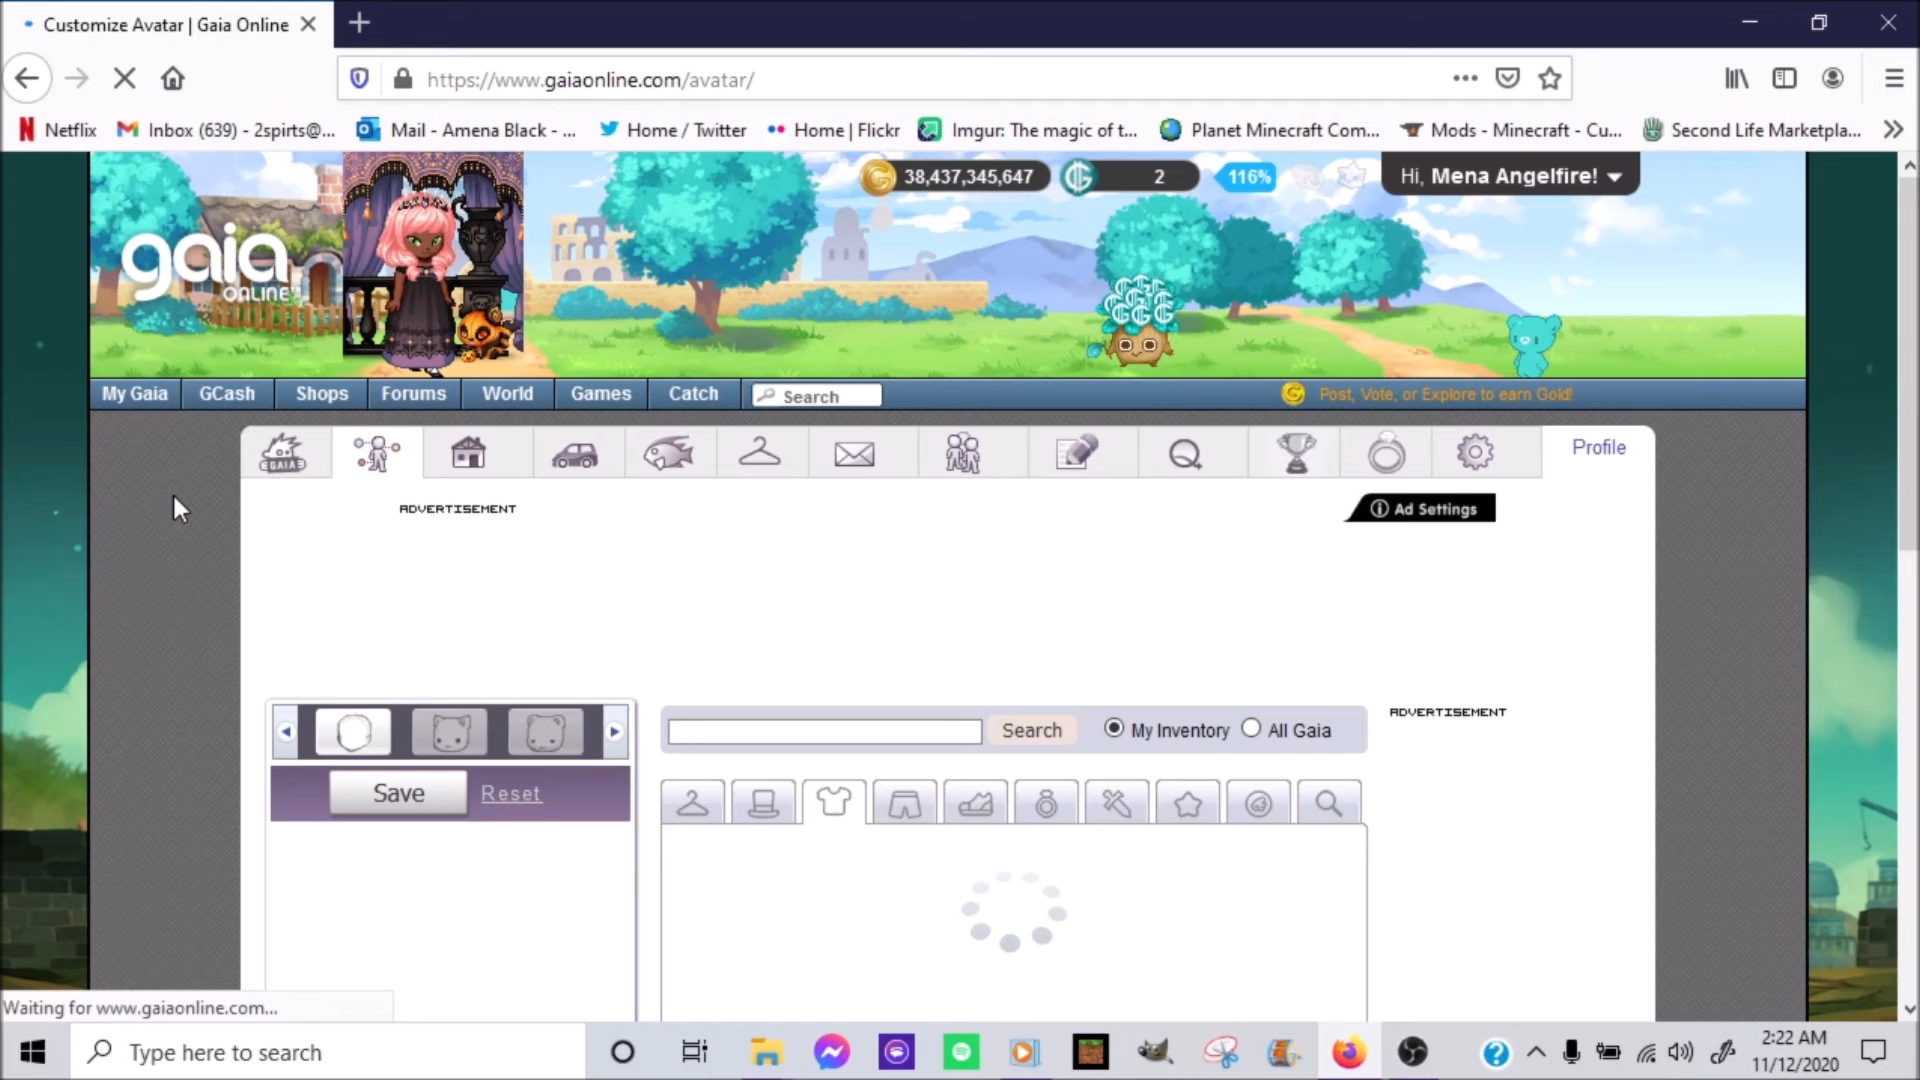 Customize Avatar | Gaia Online
https://www.gaiaonline.com/avatar/
Netflix
Inbox (639) - 2spirts@...
Mail - Amena Black - ...
Home / Twitter
Home | Flickr
Imgur: The magic of t...
Planet Minecraft Com...
Mods - Minecraft - Cu...
Second Life Marketpla...
gaia
ONLINE
38,437,345,647
2
116%
Hi, Mena Angelfire!
My Gaia
GCash
Shops
Forums
World
Games
Catch
Search
Post, Vote, or Explore to earn Gold!
GAIA
Profile
ADVERTISEMENT
Ad Settings
Search
My Inventory
All Gaia
ADVERTISEMENT
Save
Reset
Waiting for www.gaiaonline.com...
Type here to search
2:22 AM
11/12/2020